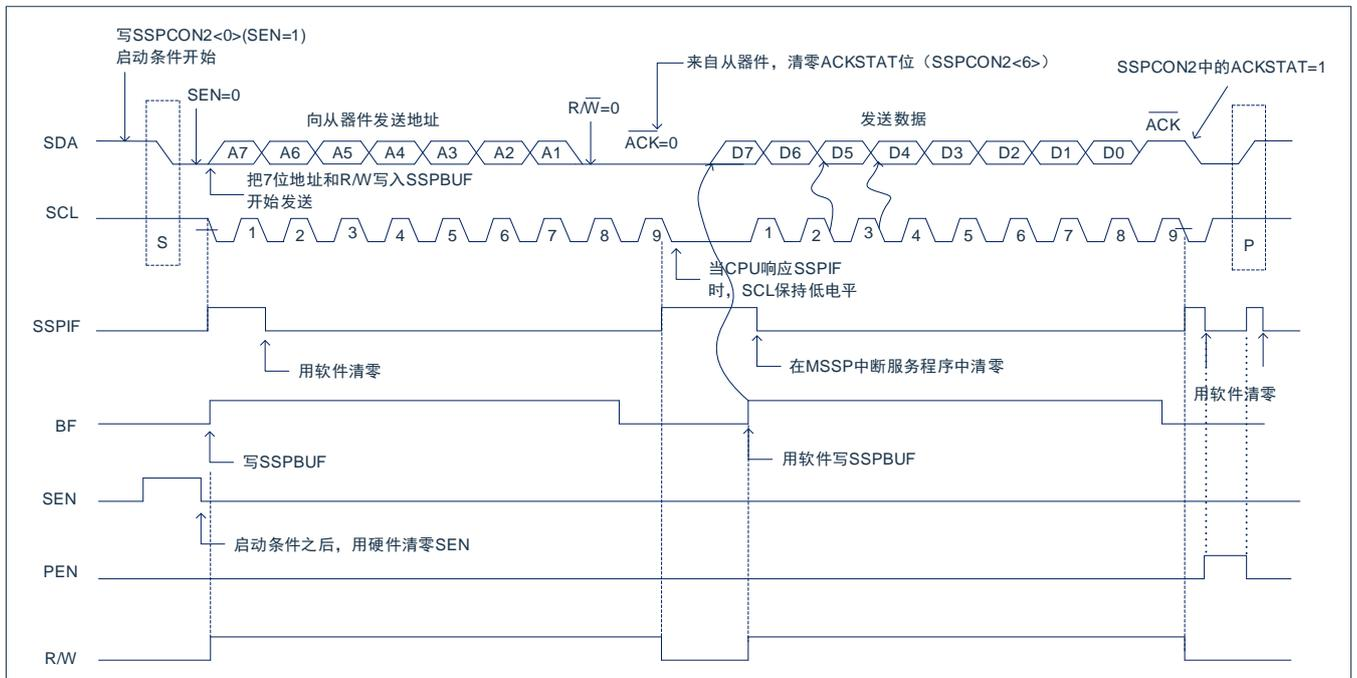 写SSPCON2<0>(SEN=1)
启动条件开始
SEN=0
来自从器件，清零ACKSTAT位（SSPCON2<6>）
SSPCON2中的ACKSTAT=1
向从器件发送地址
R/W=0
ACK=0
发送数据
ACK
SDA
A7 A6 A5 A4 A3 A2 A1
D7 D6 D5 D4 D3 D2 D1 D0
把7位地址和R/W写入SSPBUF
开始发送
SCL
S
1 2 3 4 5 6 7 8 9
1 2 3 4 5 6 7 8 9
P
当CPU响应SSPIF
时，SCL保持低电平
SSPIF
用软件清零
在MSSP中断服务程序中清零
用软件清零
BF
写SSPBUF
用软件写SSPBUF
SEN
启动条件之后，用硬件清零SEN
PEN
R/W